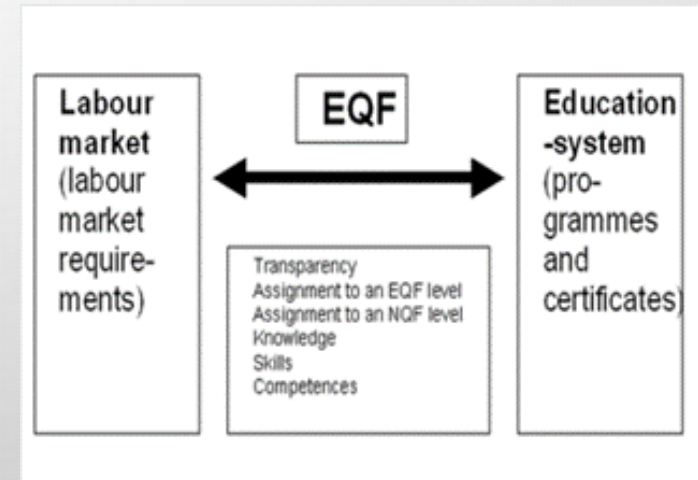 Labour
market
(labour
market
require-
ments)
EQF
Transparency
Assignment to an EQF level
Assignment to an NQF level
Knowledge
Skills
Competences
Education
-system
(pro-
grammes
and
certificates)